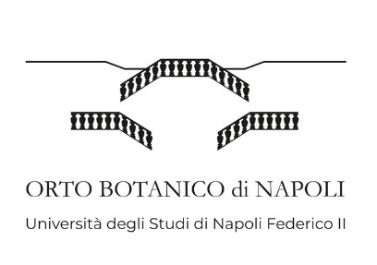 ORTO BOTANICO di NAPOLI
Università degli Studi di Napoli Federico II